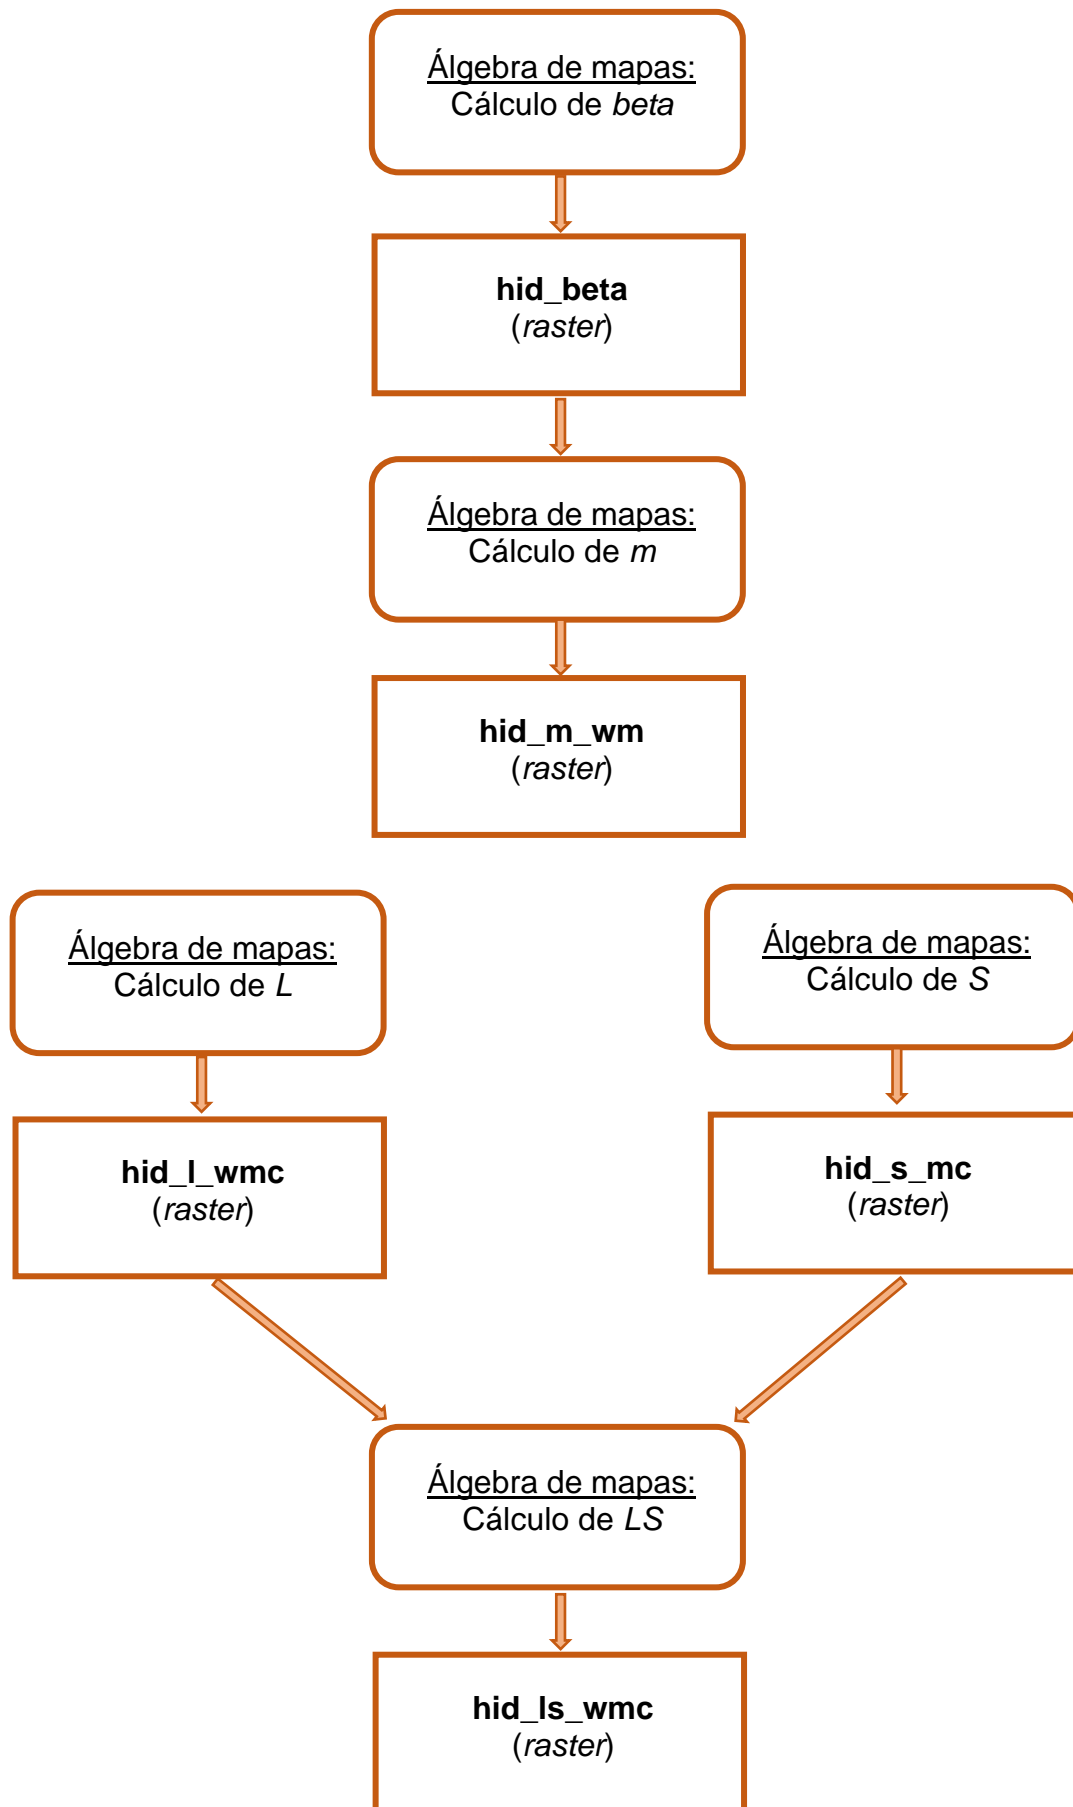 Álgebra de mapas:
Cálculo de beta
hid_beta
(raster)
Álgebra de mapas:
Cálculo de m
hid_m_wm
(raster)
Álgebra de mapas:
Cálculo de L
Álgebra de mapas:
Cálculo de S
hid_l_wmc
(raster)
hid_s_mc
(raster)
Álgebra de mapas:
Cálculo de LS
hid_ls_wmc
(raster)